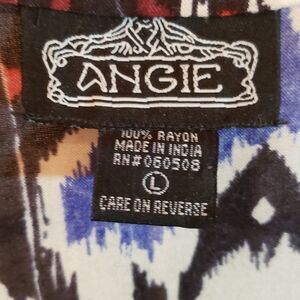 ANGIE
100% RAYON
MADE IN INDIA
RN#060508
L
CARE ON REVERSE